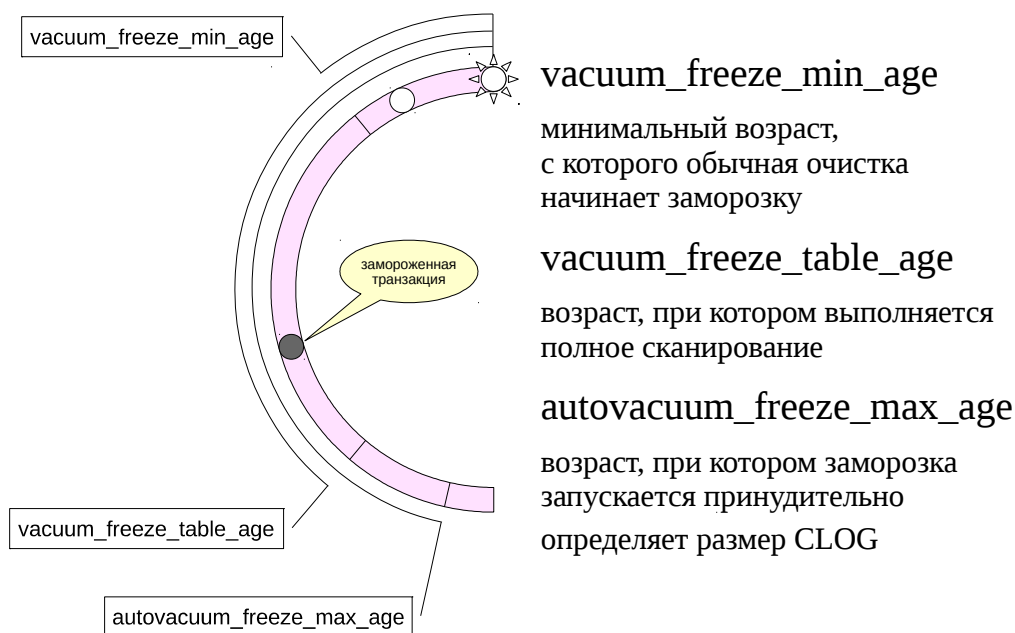 vacuum_freeze_min_age
замороженная
транзакция
vacuum_freeze_table_age
autovacuum_freeze_max_age
vacuum_freeze_min_age
минимальный возраст,
с которого обычная очистка
начинает заморозку
vacuum_freeze_table_age
возраст, при котором выполняется
полное сканирование
autovacuum_freeze_max_age
возраст, при котором заморозка
запускается принудительно
определяет размер CLOG